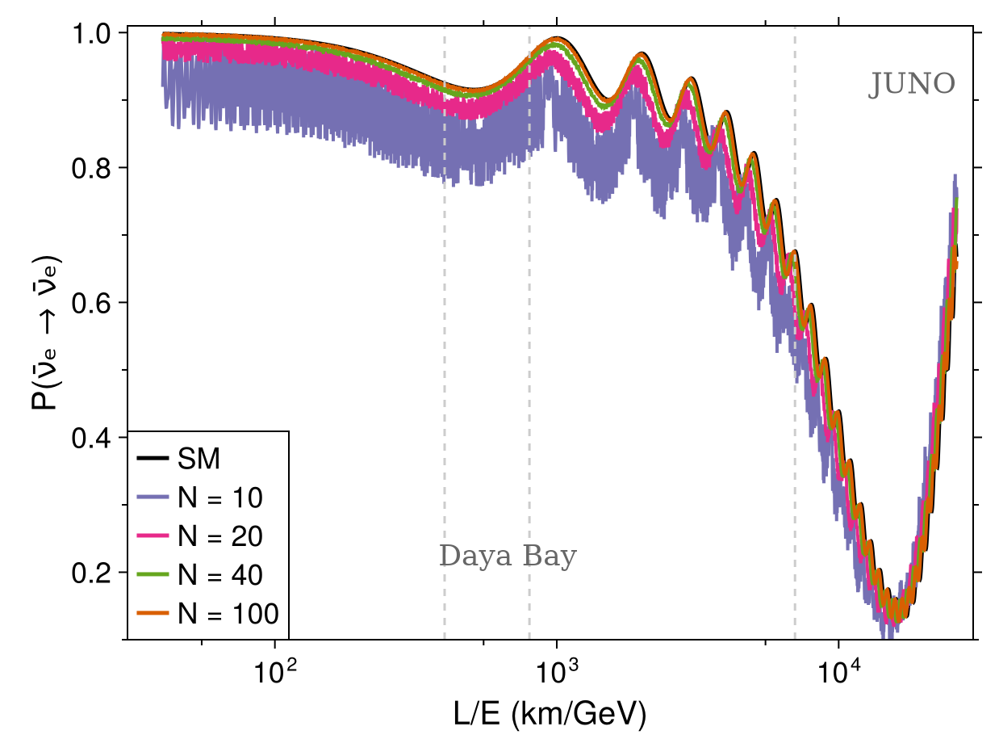 1.0
0.8
0.6
0.4
0.2
P(ν̄ₑ → ν̄ₑ)
JUNO
Daya Bay
SM
N = 10
N = 20
N = 40
N = 100
10² 10³ 10⁴
L/E (km/GeV)